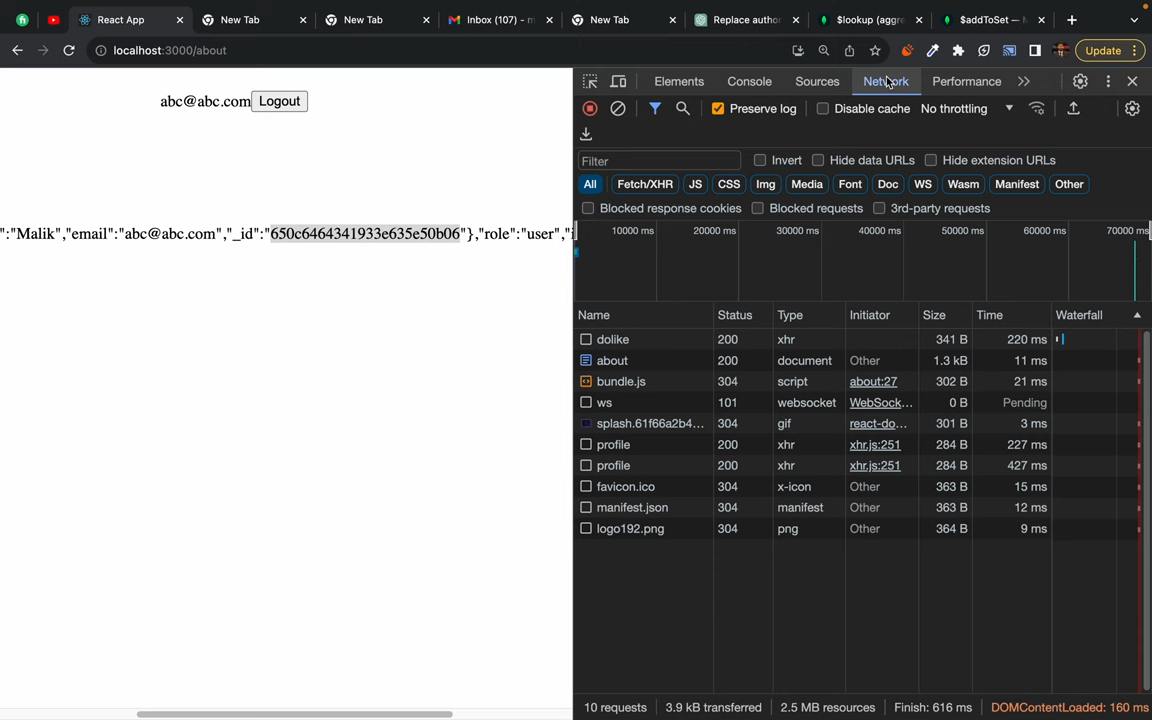 React App
New Tab
New Tab
Inbox (107) - m
New Tab
Replace autho
$lookup (aggre
$addToSet — M
localhost:3000/about
Update
abc@abc.com
Logout
":"Malik","email":"abc@abc.com","_id":"650c6464341933e635e50b06"},"role":"user","i
Elements
Console
Sources
Network
Performance
Preserve log
Disable cache
No throttling
Filter
Invert
Hide data URLs
Hide extension URLs
All
Fetch/XHR
JS
CSS
Img
Media
Font
Doc
WS
Wasm
Manifest
Other
Blocked response cookies
Blocked requests
3rd-party requests
10000 ms
20000 ms
30000 ms
40000 ms
50000 ms
60000 ms
70000 ms
Name Status Type Initiator Size Time Waterfall
dolike 200 xhr 341 B 220 ms
about 200 document Other 1.3 kB 11 ms
bundle.js 304 script about:27 302 B 21 ms
ws 101 websocket WebSock... 0 B Pending
splash.61f66a2b4... 304 gif react-do... 301 B 3 ms
profile 200 xhr xhr.js:251 284 B 227 ms
profile 200 xhr xhr.js:251 284 B 427 ms
favicon.ico 304 x-icon Other 363 B 15 ms
manifest.json 304 manifest Other 363 B 12 ms
logo192.png 304 png Other 364 B 9 ms
10 requests
3.9 kB transferred
2.5 MB resources
Finish: 616 ms
DOMContentLoaded: 160 ms